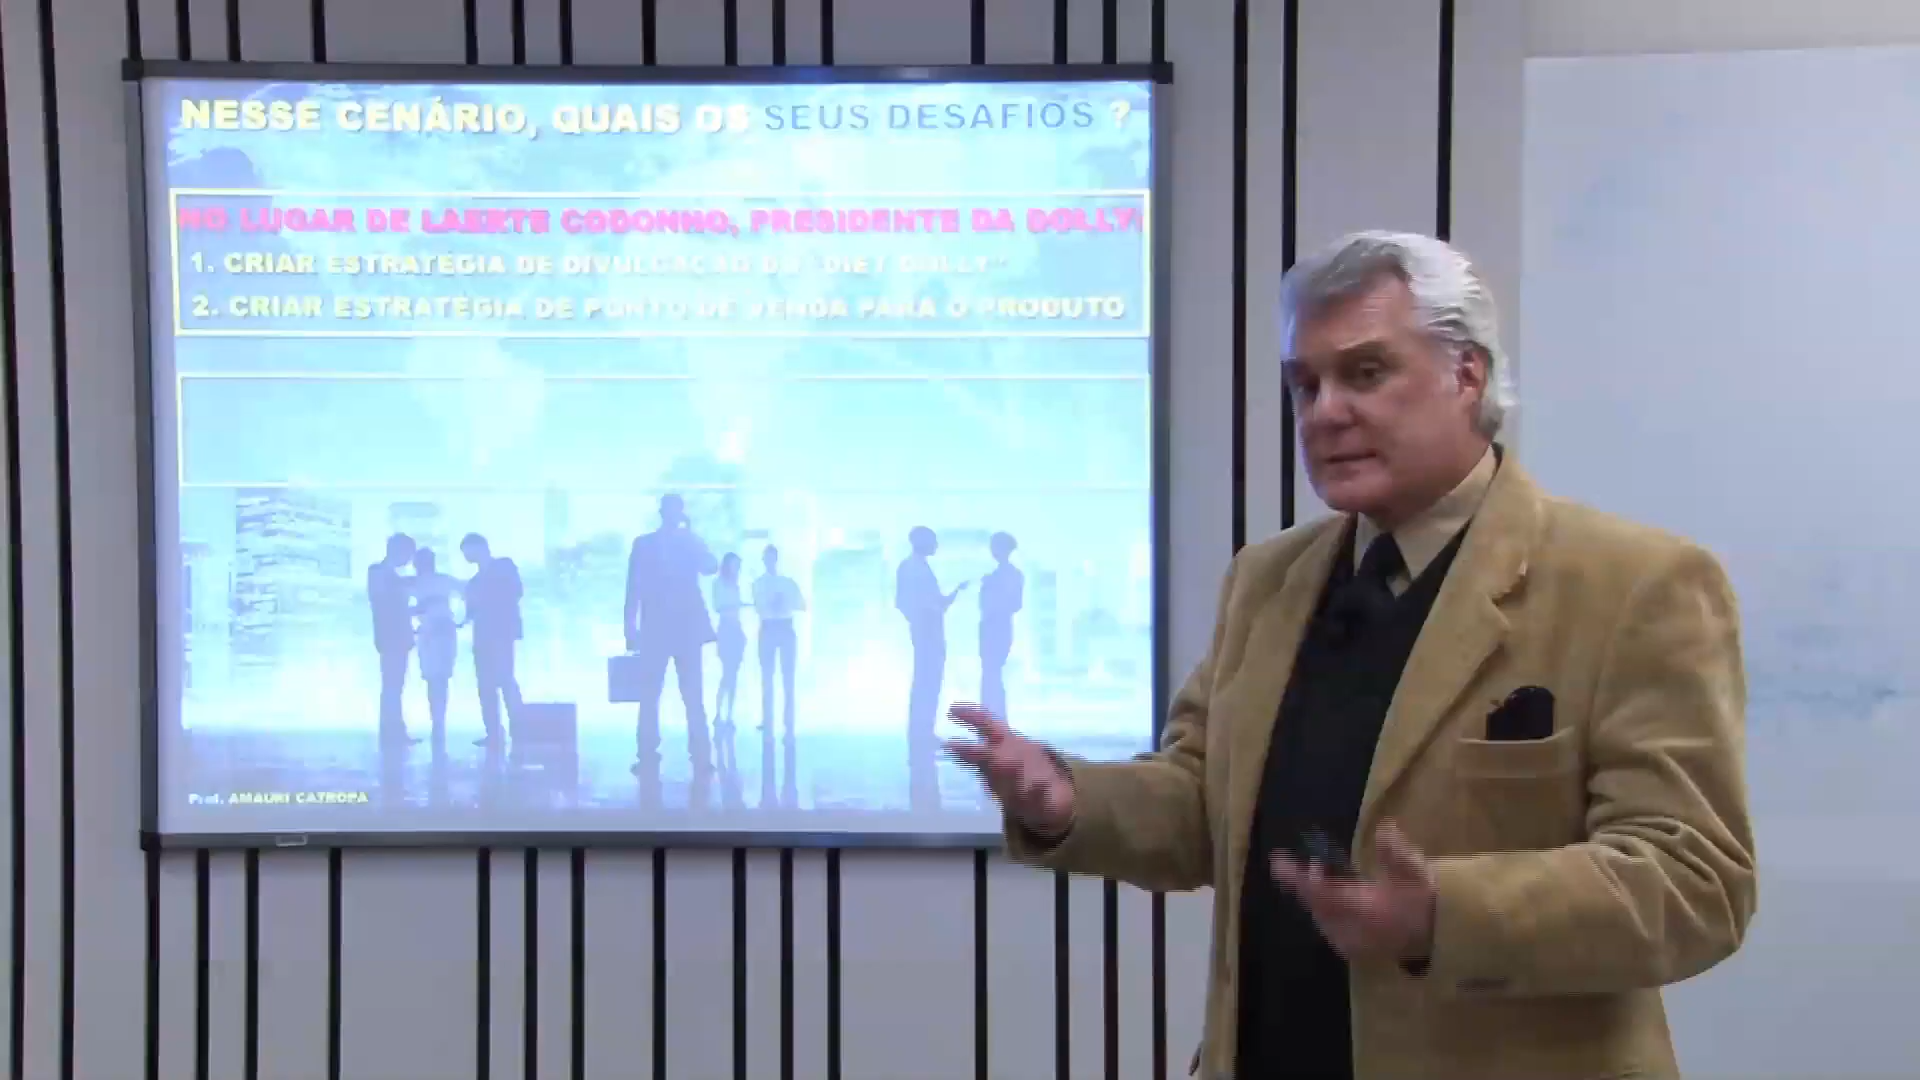 NESSE CENÁRIO, QUAIS OS SEUS DESAFIOS ?
NO LUGAR DE LAERTE CODONHO, PRESIDENTE DA DOLLY:
1. CRIAR ESTRATÉGIA DE DIVULGAÇÃO DA "DIET DOLLY"
2. CRIAR ESTRATÉGIA DE PONTO DE VENDA PARA O PRODUTO
Prof. AMAURI CATROPA